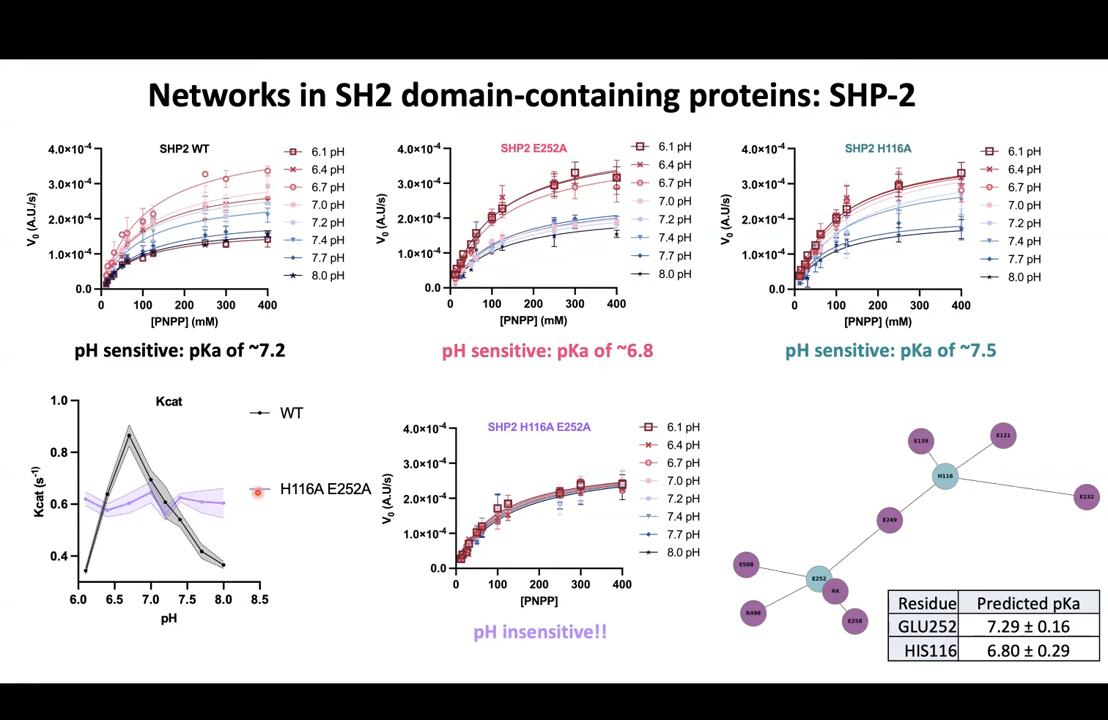 Networks in SH2 domain-containing proteins: SHP-2
SHP2 WT
4.0×10⁻⁴
3.0×10⁻⁴
2.0×10⁻⁴
1.0×10⁻⁴
0.0
V₀ (A.U./s)
0 100 200 300 400
[PNPP] (mM)
6.1 pH
6.4 pH
6.7 pH
7.0 pH
7.2 pH
7.4 pH
7.7 pH
8.0 pH
pH sensitive: pKa of ~7.2
SHP2 E252A
4.0×10⁻⁴
3.0×10⁻⁴
2.0×10⁻⁴
1.0×10⁻⁴
0.0
V₀ (A.U/s)
0 100 200 300 400
[PNPP] (mM)
6.1 pH
6.4 pH
6.7 pH
7.0 pH
7.2 pH
7.4 pH
7.7 pH
8.0 pH
pH sensitive: pKa of ~6.8
SHP2 H116A
4.0×10⁻⁴
3.0×10⁻⁴
2.0×10⁻⁴
1.0×10⁻⁴
0.0
V₀ (A.U/s)
0 100 200 300 400
[PNPP] (mM)
6.1 pH
6.4 pH
6.7 pH
7.0 pH
7.2 pH
7.4 pH
7.7 pH
8.0 pH
pH sensitive: pKa of ~7.5
Kcat
1.0
0.8
0.6
0.4
Kcat (s⁻¹)
6.0 6.5 7.0 7.5 8.0 8.5
pH
WT
H116A E252A
SHP2 H116A E252A
4.0×10⁻⁴
3.0×10⁻⁴
2.0×10⁻⁴
1.0×10⁻⁴
0.0
V₀ (A.U/s)
0 100 200 300 400
[PNPP]
6.1 pH
6.4 pH
6.7 pH
7.0 pH
7.2 pH
7.4 pH
7.7 pH
8.0 pH
pH insensitive!!
E139
E121
H116
E232
E249
E508
E252
R4
R498
E258
Residue Predicted pKa
GLU252 7.29 ± 0.16
HIS116 6.80 ± 0.29